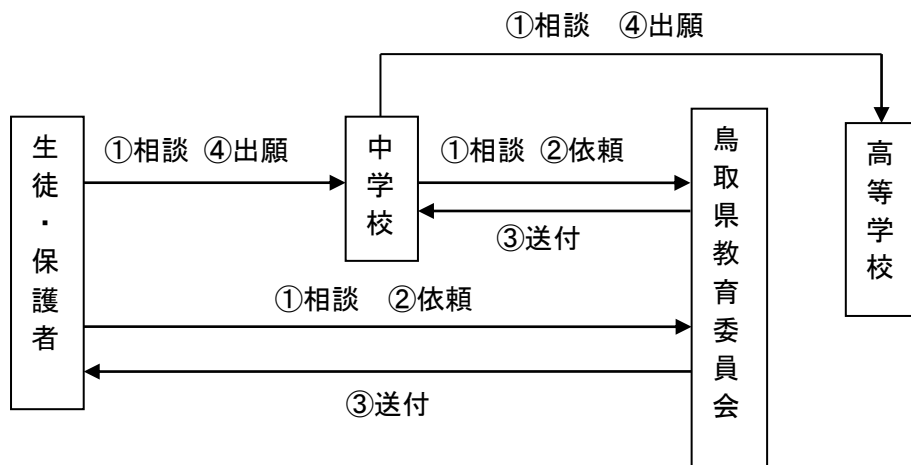 ①相談　④出願
生徒・保護者
①相談 ④出願
中学校
①相談 ②依頼
鳥取県教育委員会
高等学校
③送付
①相談　②依頼
③送付